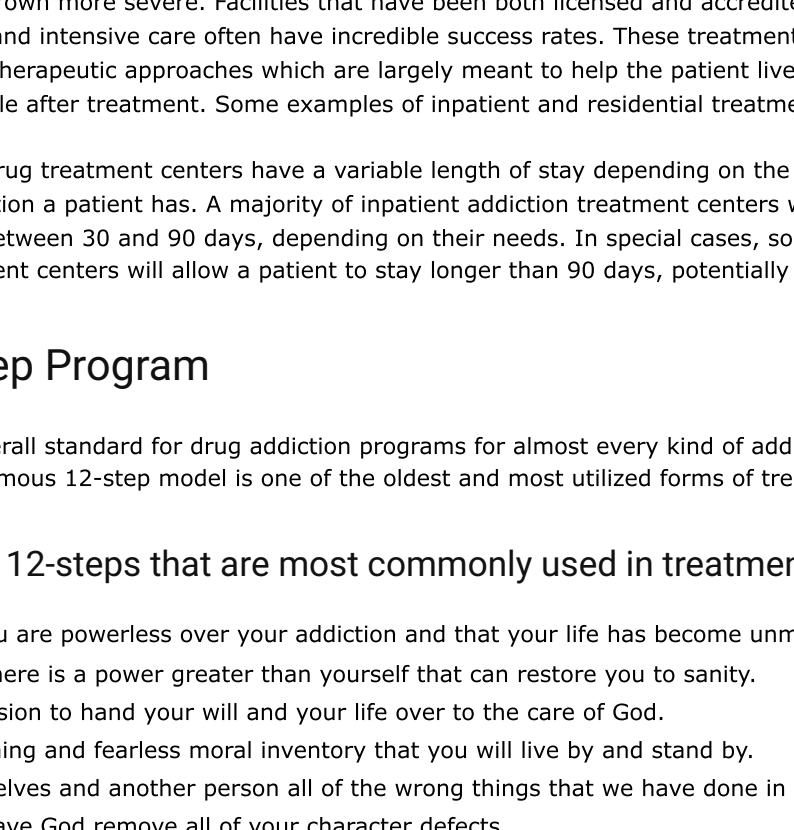 own more severe. Facilities that have been both licensed and accredite
and intensive care often have incredible success rates. These treatment
herapeutic approaches which are largely meant to help the patient live
le after treatment. Some examples of inpatient and residential treatme
rug treatment centers have a variable length of stay depending on the
tion a patient has. A majority of inpatient addiction treatment centers w
etween 30 and 90 days, depending on their needs. In special cases, so
ent centers will allow a patient to stay longer than 90 days, potentially
ep Program
erall standard for drug addiction programs for almost every kind of add
mous 12-step model is one of the oldest and most utilized forms of tre
12-steps that are most commonly used in treatmen
u are powerless over your addiction and that your life has become unm
here is a power greater than yourself that can restore you to sanity.
sion to hand your will and your life over to the care of God.
ning and fearless moral inventory that you will live by and stand by.
elves and another person all of the wrong things that we have done in
ave God remove all of your character defects